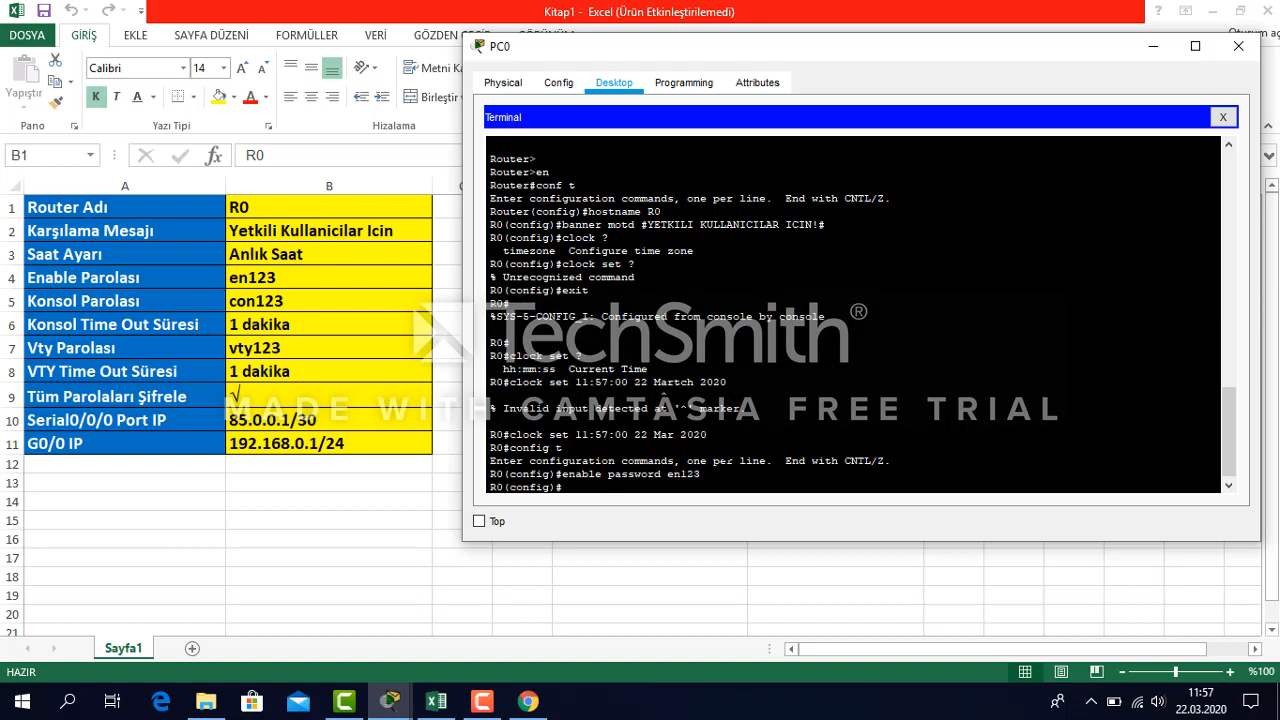 Kitap1 - Excel (Ürün Etkinleştirilemedi)
DOSYA GİRİŞ EKLE SAYFA DÜZENİ FORMÜLLER VERİ GÖZDEN
Yapıştır
Calibri 14
K T A
Metni Ka
Birleştir
Pano Yazı Tipi Hizalama
B1 fx R0
A B
1 Router Adı R0
2 Karşılama Mesajı Yetkili Kullanicilar Icin
3 Saat Ayarı Anlık Saat
4 Enable Parolası en123
5 Konsol Parolası con123
6 Konsol Time Out Süresi 1 dakika
7 Vty Parolası vty123
8 VTY Time Out Süresi 1 dakika
9 Tüm Parolaları Şifrele √
10 Serial0/0/0 Port IP 85.0.0.1/30
11 G0/0 IP 192.168.0.1/24
12
13
14
15
16
17
18
19
20
21
PC0
Physical Config Desktop Programming Attributes
Terminal X
Router>
Router>en
Router#conf t
Enter configuration commands, one per line. End with CNTL/Z.
Router(config)#hostname R0
R0(config)#banner motd #YETKILI KULLANICILAR ICIN!#
R0(config)#clock ?
timezone Configure time zone
R0(config)#clock set ?
% Unrecognized command
R0(config)#exit
R0#
%SYS-5-CONFIG_I: Configured from console by console
R0#
R0#clock set ?
hh:mm:ss Current Time
R0#clock set 11:57:00 22 Martch 2020
^
% Invalid input detected at '^' marker.
R0#clock set 11:57:00 22 Mar 2020
R0#config t
Enter configuration commands, one per line. End with CNTL/Z.
R0(config)#enable password en123
R0(config)#
Top
TechSmith®
MADE WITH CAMTASIA FREE TRIAL
Sayfa1
HAZIR
%100
11:57
22.03.2020